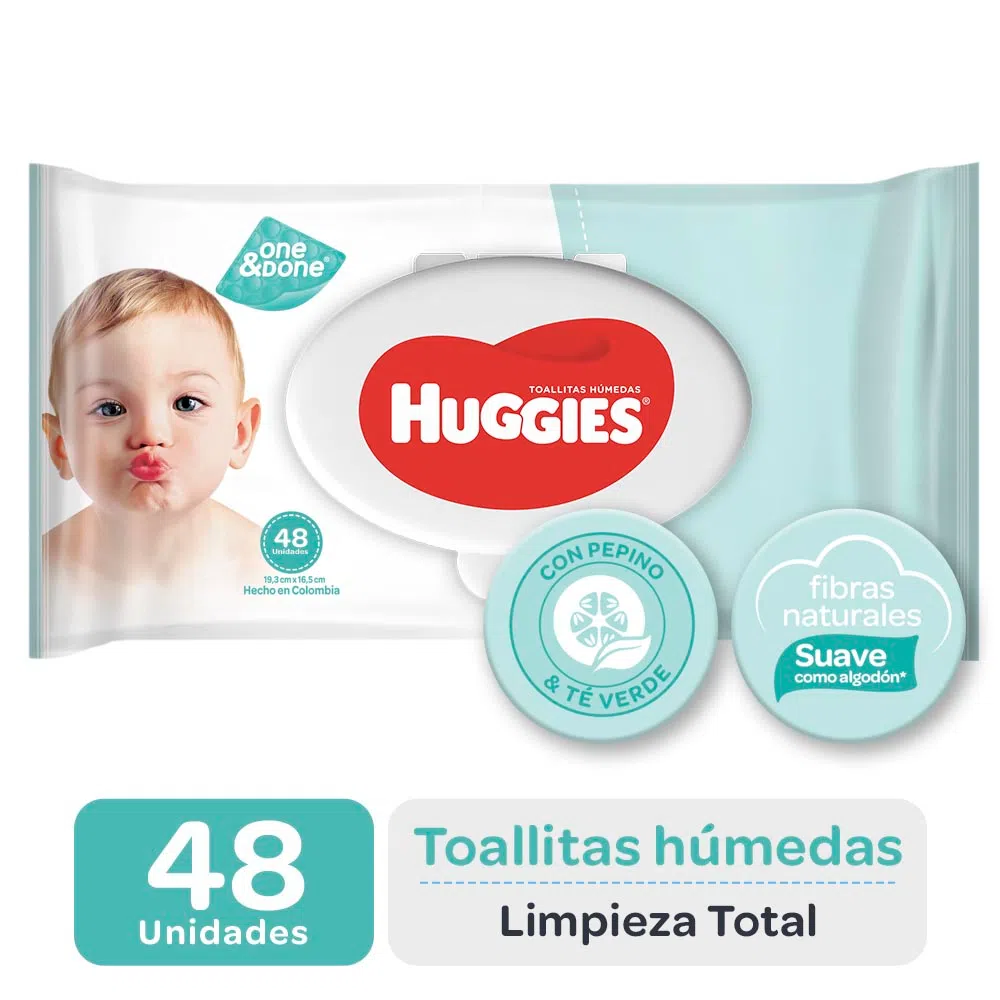 one
&DONE®
TOALLITAS HÚMEDAS
HUGGIES®
48
Unidades
19,3 cm x 16,5 cm
Hecho en Colombia
CON PEPINO
& TÉ VERDE
fibras
naturales
Suave
como algodón*
48
Unidades
Toallitas húmedas
Limpieza Total